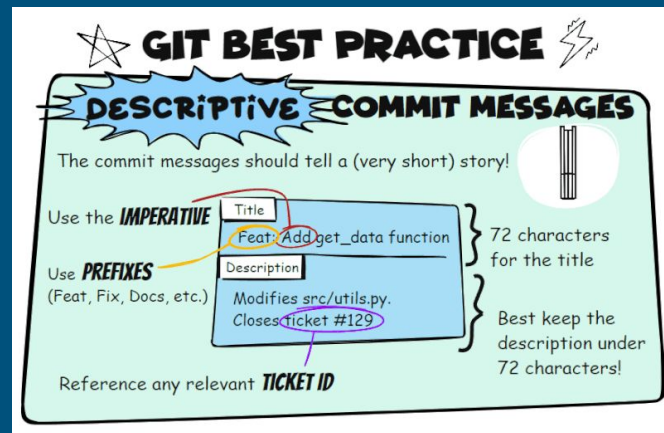 GIT BEST PRACTICE
DESCRIPTIVE COMMIT MESSAGES
The commit messages should tell a (very short) story!
Use the IMPERATIVE
Title
Feat: Add get_data function
72 characters
for the title
Use PREFIXES
(Feat, Fix, Docs, etc.)
Description
Modifies src/utils.py.
Closes ticket #129
Best keep the
description under
72 characters!
Reference any relevant TICKET ID